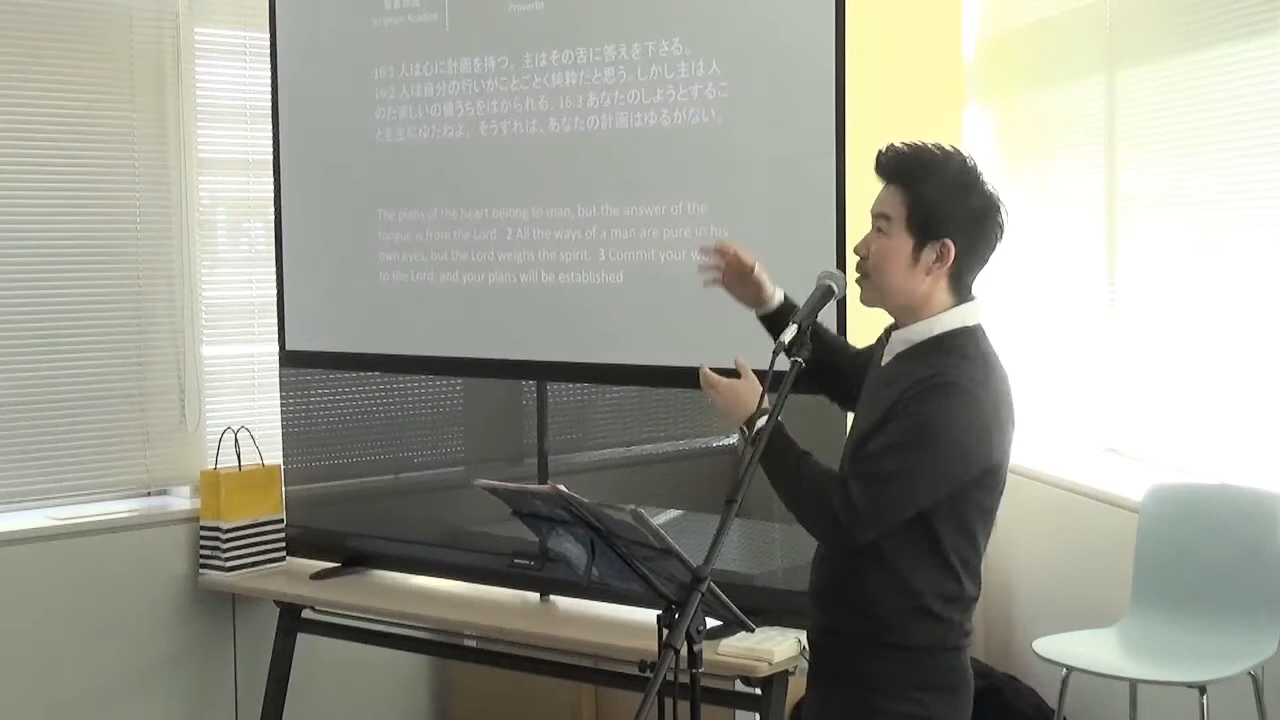 聖書朗読
Scripture Reading
Proverbs
16:1 人は心に計画を持つ。主はその舌に答えを下さる。
16:2 人は自分の行いがことごとく純粋だと思う。しかし主は人
のたましいの値うちをはかられる。16:3 あなたのしようとするこ
とを主にゆだねよ。そうすれば、あなたの計画はゆるがない。
The plans of the heart belong to man, but the answer of the
tongue is from the Lord. 2 All the ways of a man are pure in his
own eyes, but the Lord weighs the spirit. 3 Commit your
to the Lord, and your plans will be established